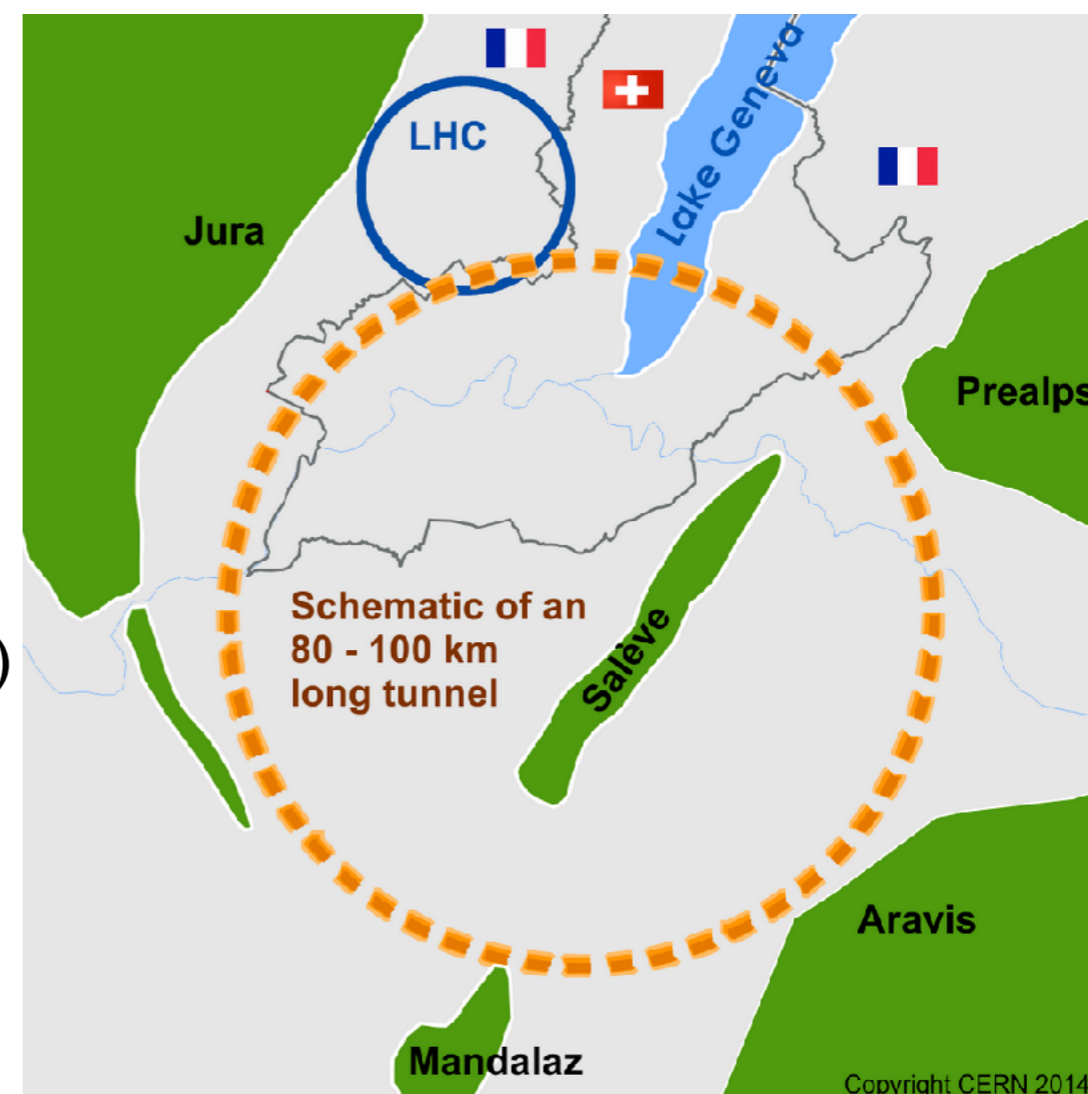 LHC
Lake Geneva
Jura
Prealps
)
Schematic of an
80 - 100 km
long tunnel
Salève
Aravis
Mandalaz
Copyright CERN 2014